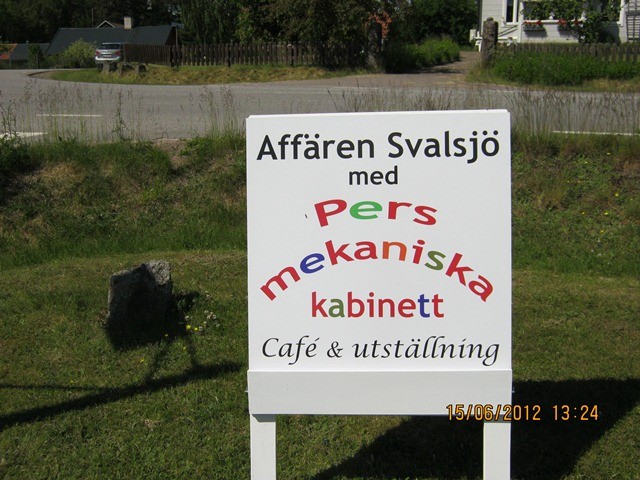 Affären Svalsjö
med
Pers
mekaniska
kabinett
Café & utställning
15/06/2012 13:24